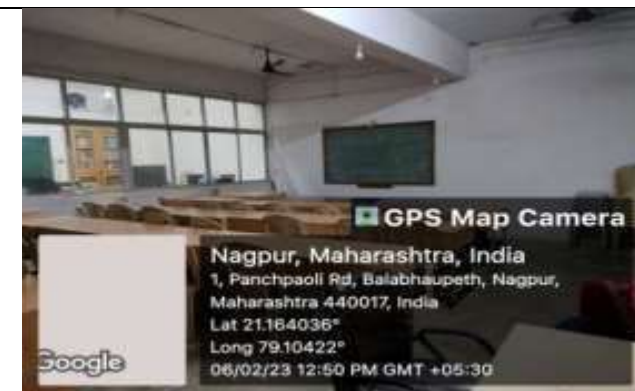 GPS Map Camera
Nagpur, Maharashtra, India
1, Panchpaoli Rd, Balabhaupeth, Nagpur,
Maharashtra 440017, India
Lat 21.164036°
Long 79.10422°
06/02/23 12:50 PM GMT +05:30
Google